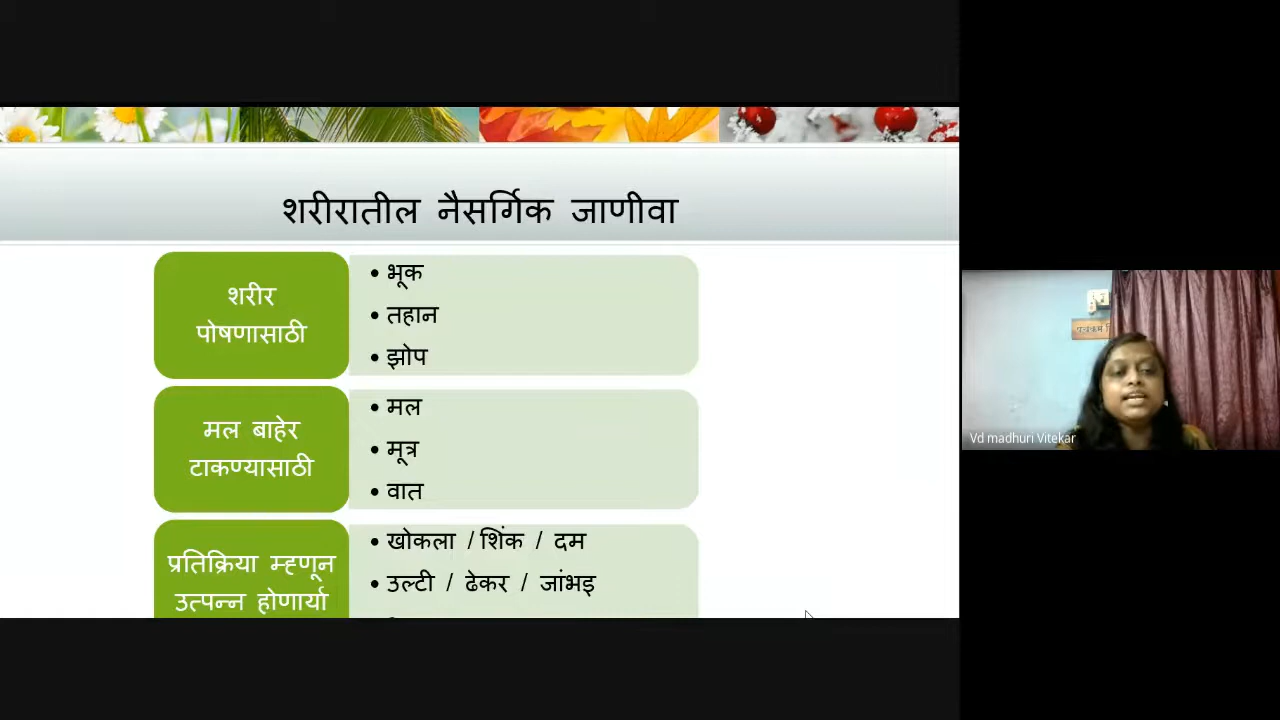 शरीरातील नैसर्गिक जाणीवा
शरीर
पोषणासाठी
• भूक
• तहान
• झोप
मल बाहेर
टाकण्यासाठी
• मल
• मूत्र
• वात
प्रतिक्रिया म्हणून
उत्पन्न होणार्या
• खोकला / शिंक / दम
• उल्टी / ढेकर / जांभइ
Vd madhuri Vitekar